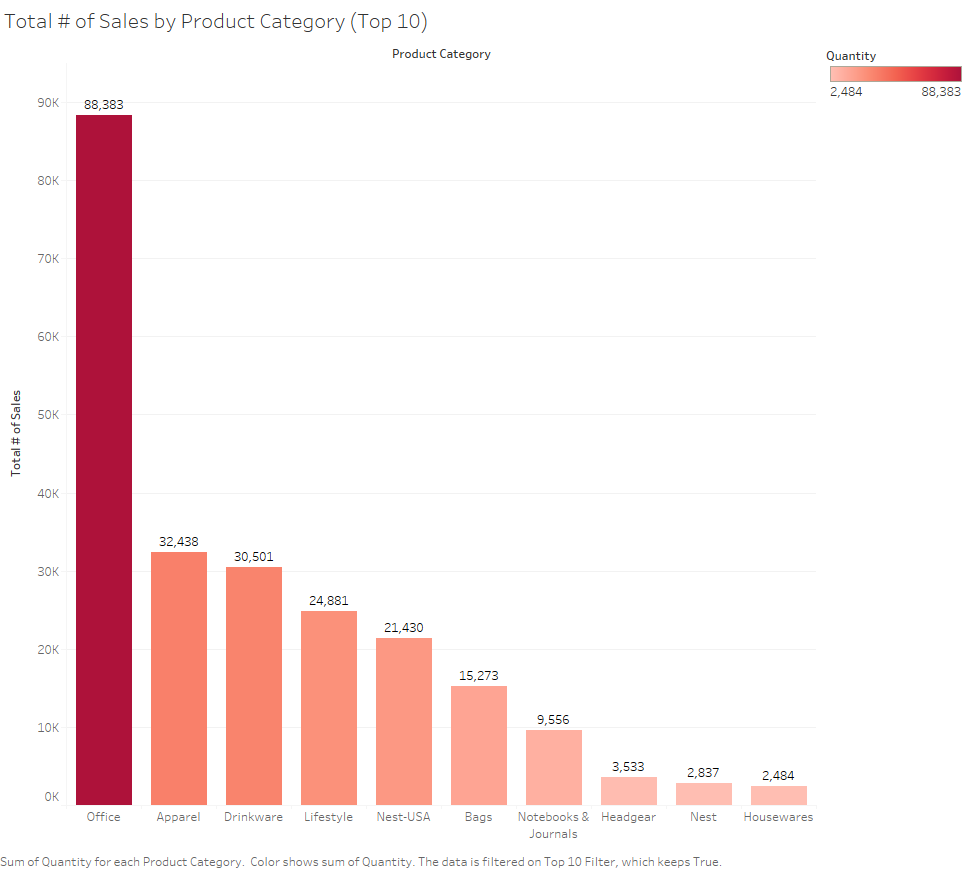 Total # of Sales by Product Category (Top 10)
Product Category
Quantity
2,484 88,383
Total # of Sales
90K
80K
70K
60K
50K
40K
30K
20K
10K
0K
88,383
32,438
30,501
24,881
21,430
15,273
9,556
3,533
2,837
2,484
Office
Apparel
Drinkware
Lifestyle
Nest-USA
Bags
Notebooks &
Journals
Headgear
Nest
Housewares
Sum of Quantity for each Product Category.  Color shows sum of Quantity. The data is filtered on Top 10 Filter, which keeps True.